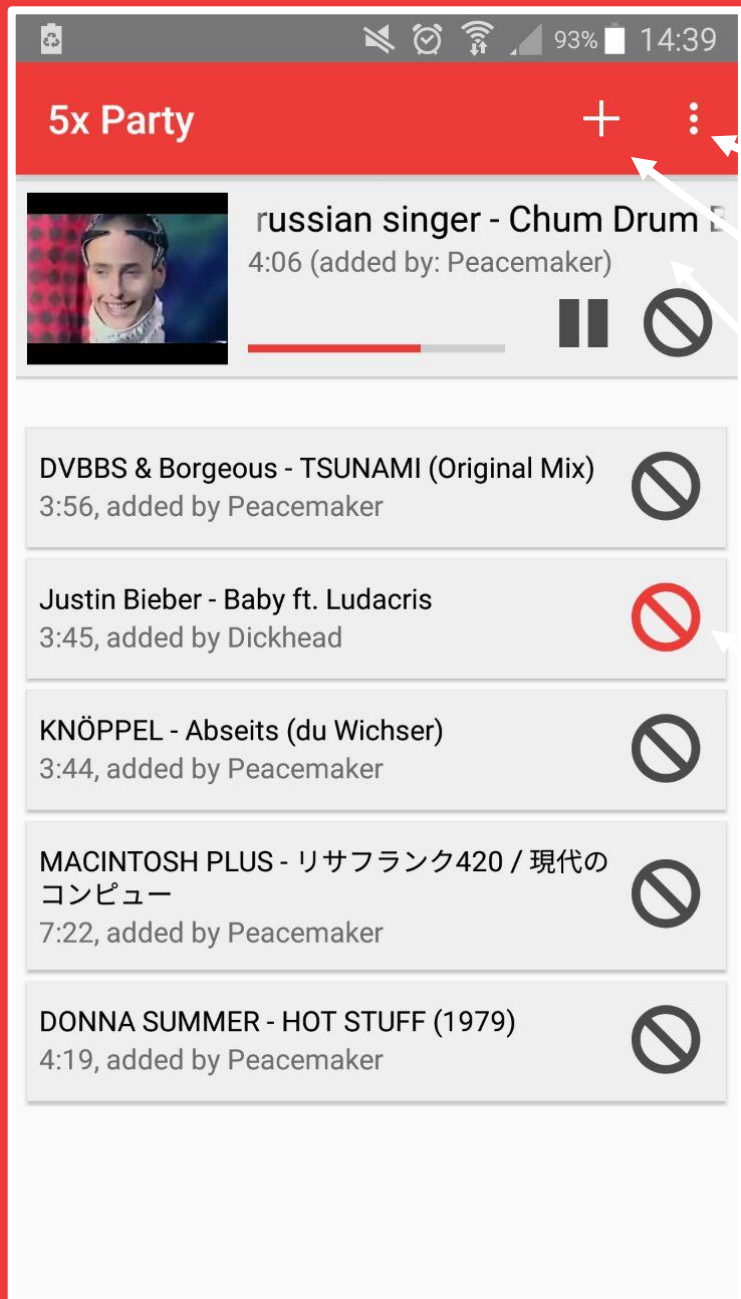 93% 14:39
5x Party
russian singer - Chum Drum
4:06 (added by: Peacemaker)
DVBBS & Borgeous - TSUNAMI (Original Mix)
3:56, added by Peacemaker
Justin Bieber - Baby ft. Ludacris
3:45, added by Dickhead
KNÖPPEL - Abseits (du Wichser)
3:44, added by Peacemaker
MACINTOSH PLUS - リサフランク420 / 現代の
コンピュー
7:22, added by Peacemaker
DONNA SUMMER - HOT STUFF (1979)
4:19, added by Peacemaker